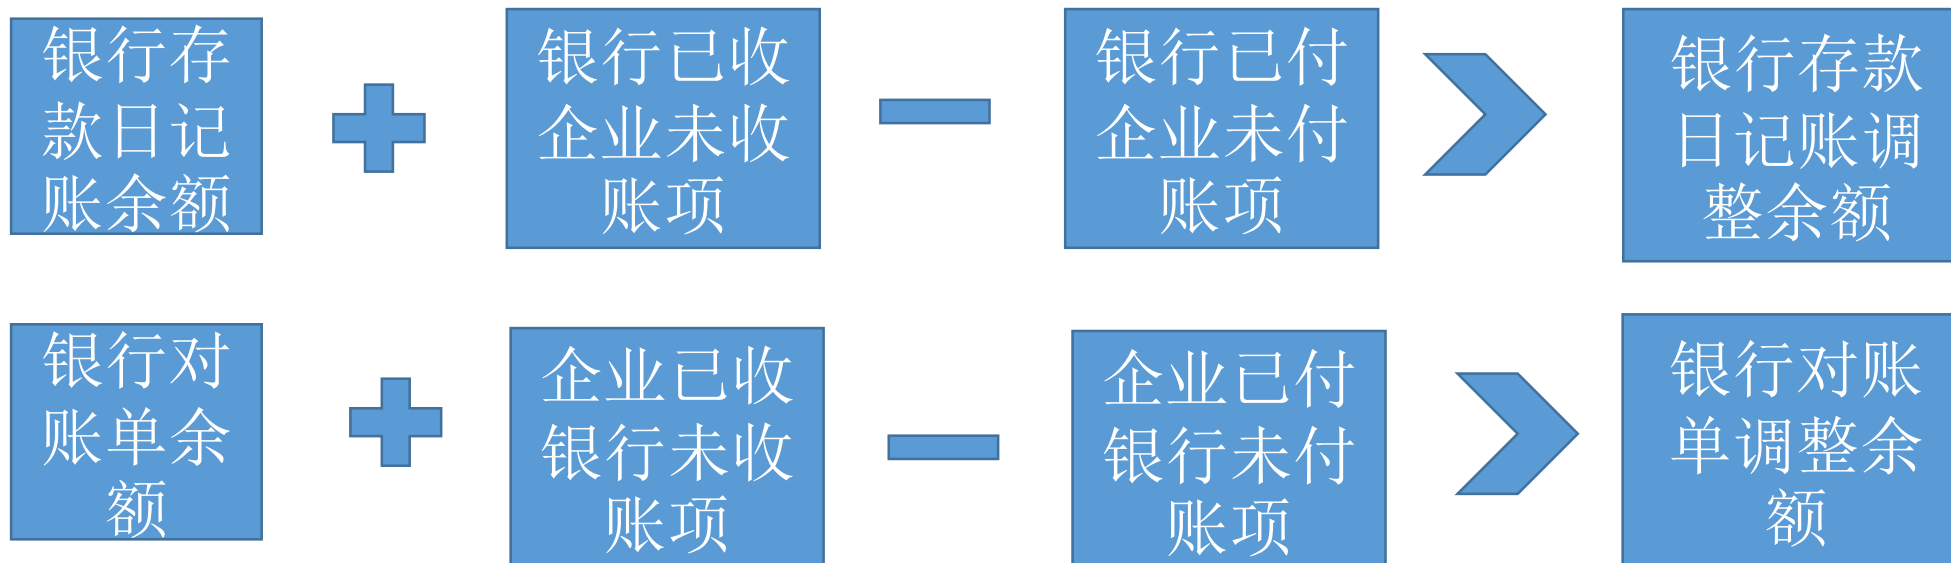 银行存
款日记
账余额
银行已收
企业未收
账项
银行已付
企业未付
账项
银行存款
日记账调
整余额
银行对
账单余
额
企业已收
银行未收
账项
企业已付
银行未付
账项
银行对账
单调整余
额